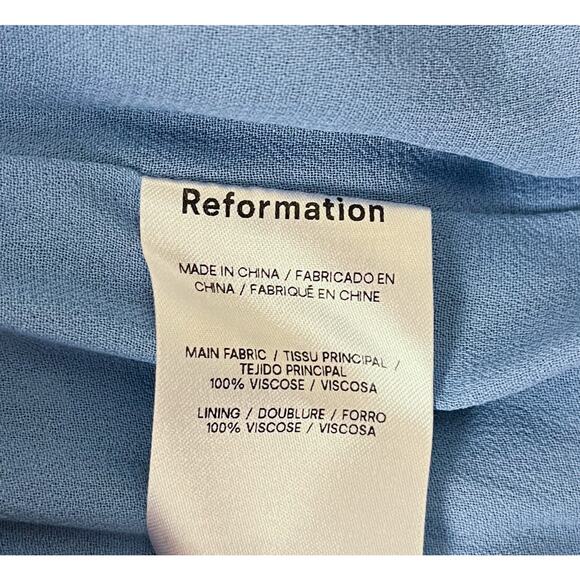 Reformation
MADE IN CHINA / FABRICADO EN
CHINA / FABRIQUÉ EN CHINE
MAIN FABRIC / TISSU PRINCIPAL /
TEJIDO PRINCIPAL
100% VISCOSE / VISCOSA
LINING / DOUBLURE / FORRO
100% VISCOSE / VISCOSA